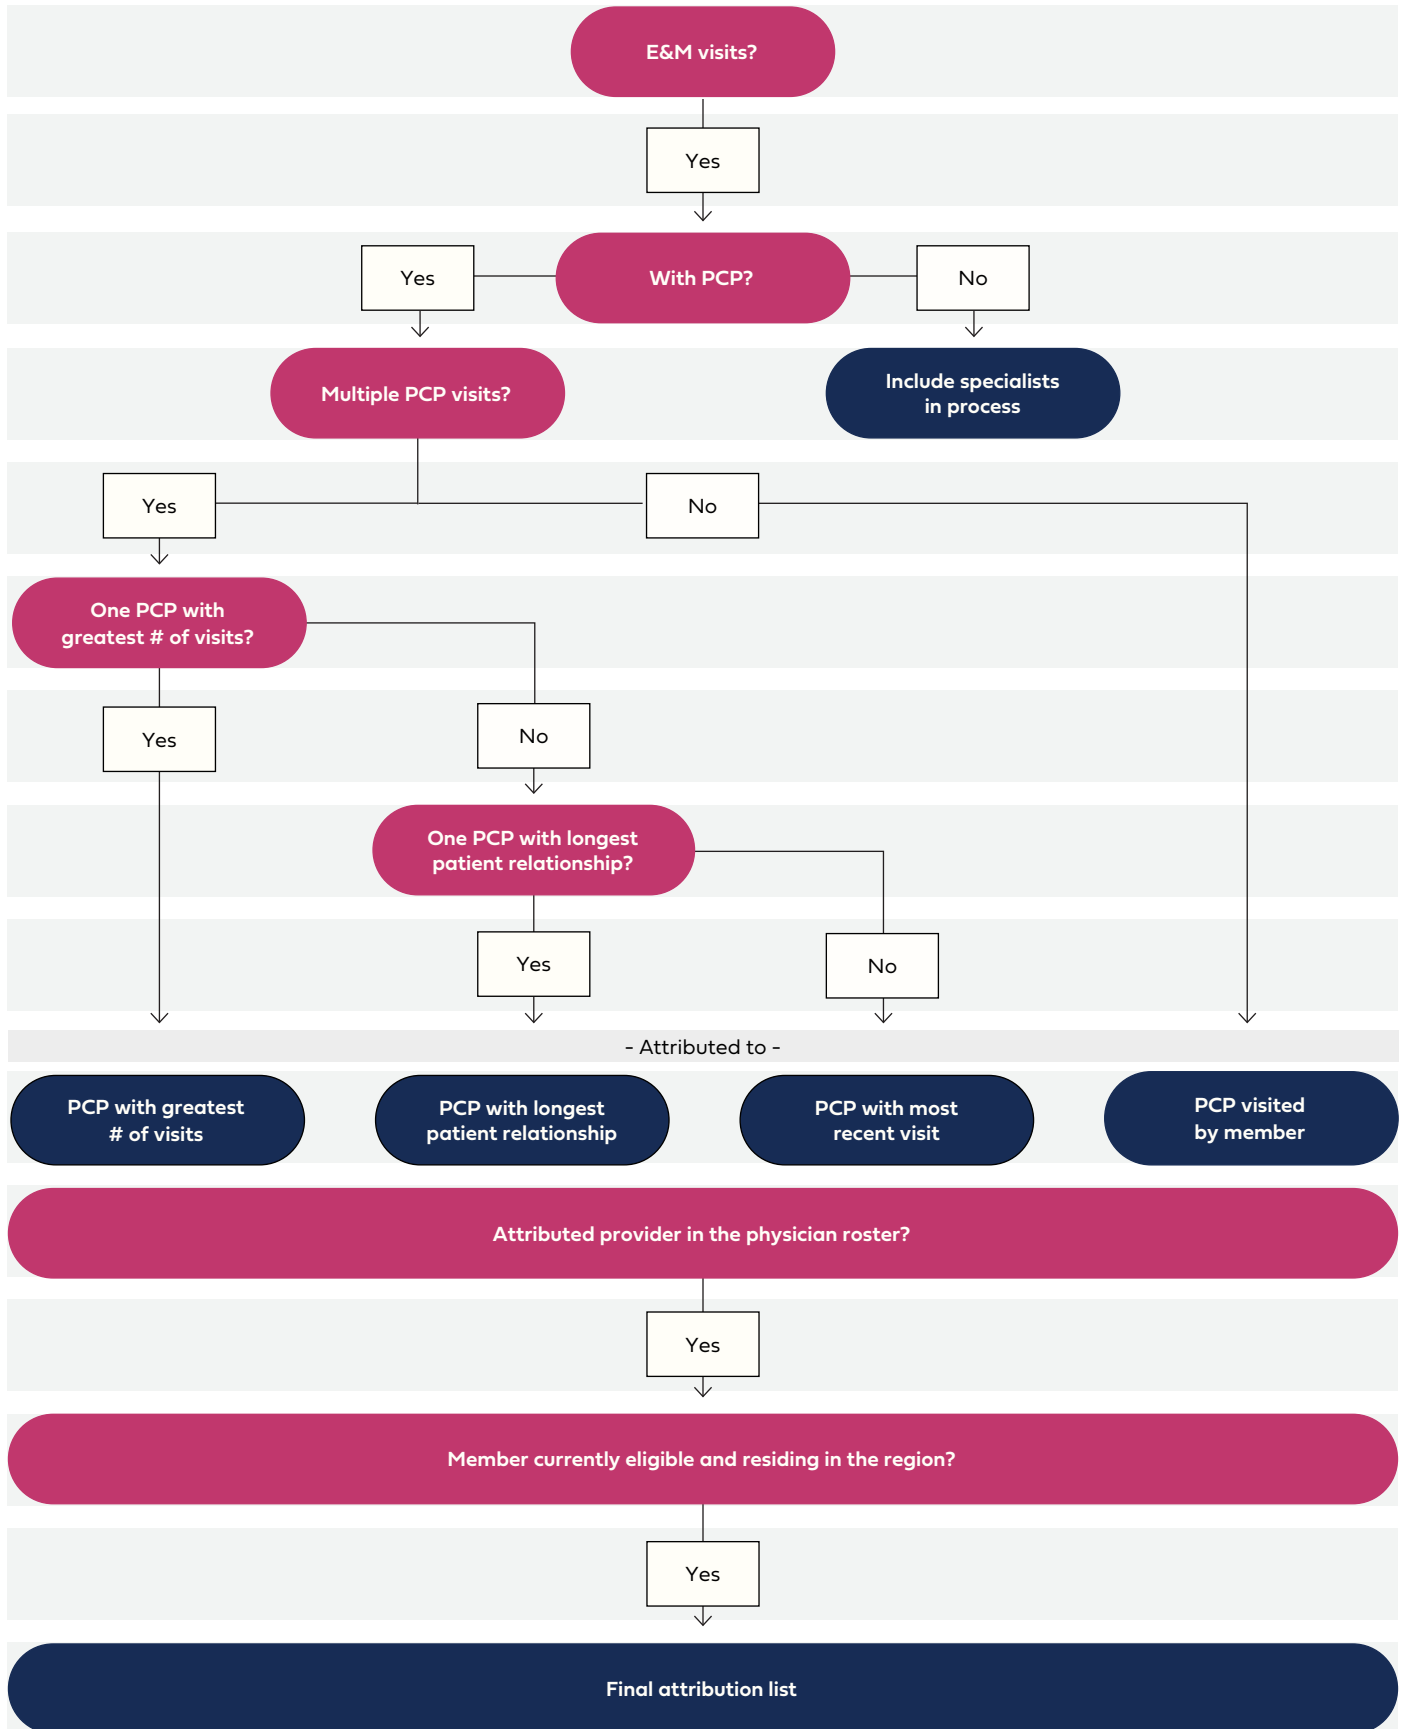 E&M visits?
Yes
Yes
With PCP?
No
Multiple PCP visits?
Include specialists
in process
Yes
No
One PCP with
greatest # of visits?
Yes
No
One PCP with longest
patient relationship?
Yes
No
- Attributed to -
PCP with greatest
# of visits
PCP with longest
patient relationship
PCP with most
recent visit
PCP visited
by member
Attributed provider in the physician roster?
Yes
Member currently eligible and residing in the region?
Yes
Final attribution list